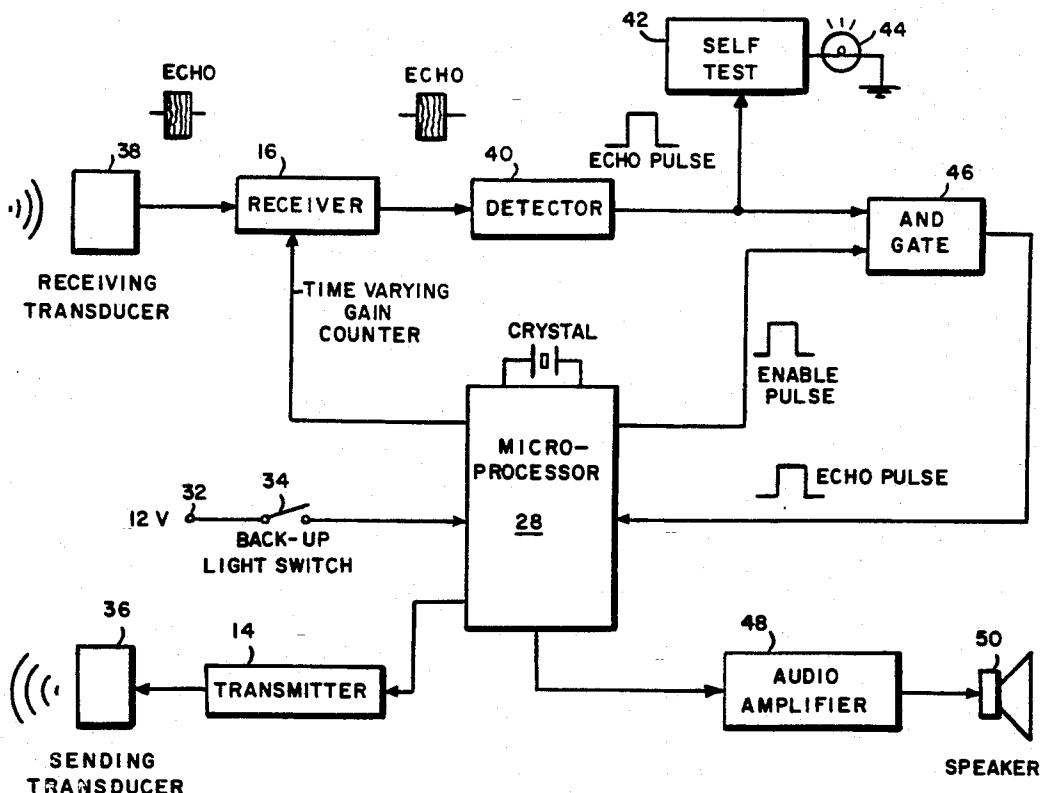 42
44
SELF
TEST
ECHO
ECHO
ECHO PULSE
38
16
40
46
RECEIVER
DETECTOR
AND
GATE
RECEIVING
TRANSDUCER
TIME VARYING
GAIN
COUNTER
CRYSTAL
ENABLE
PULSE
MICRO-
PROCESSOR
28
ECHO PULSE
32
34
12 V
BACK-UP
LIGHT SWITCH
36
14
TRANSMITTER
48
AUDIO
AMPLIFIER
50
SENDING
TRANSDUCER
SPEAKER